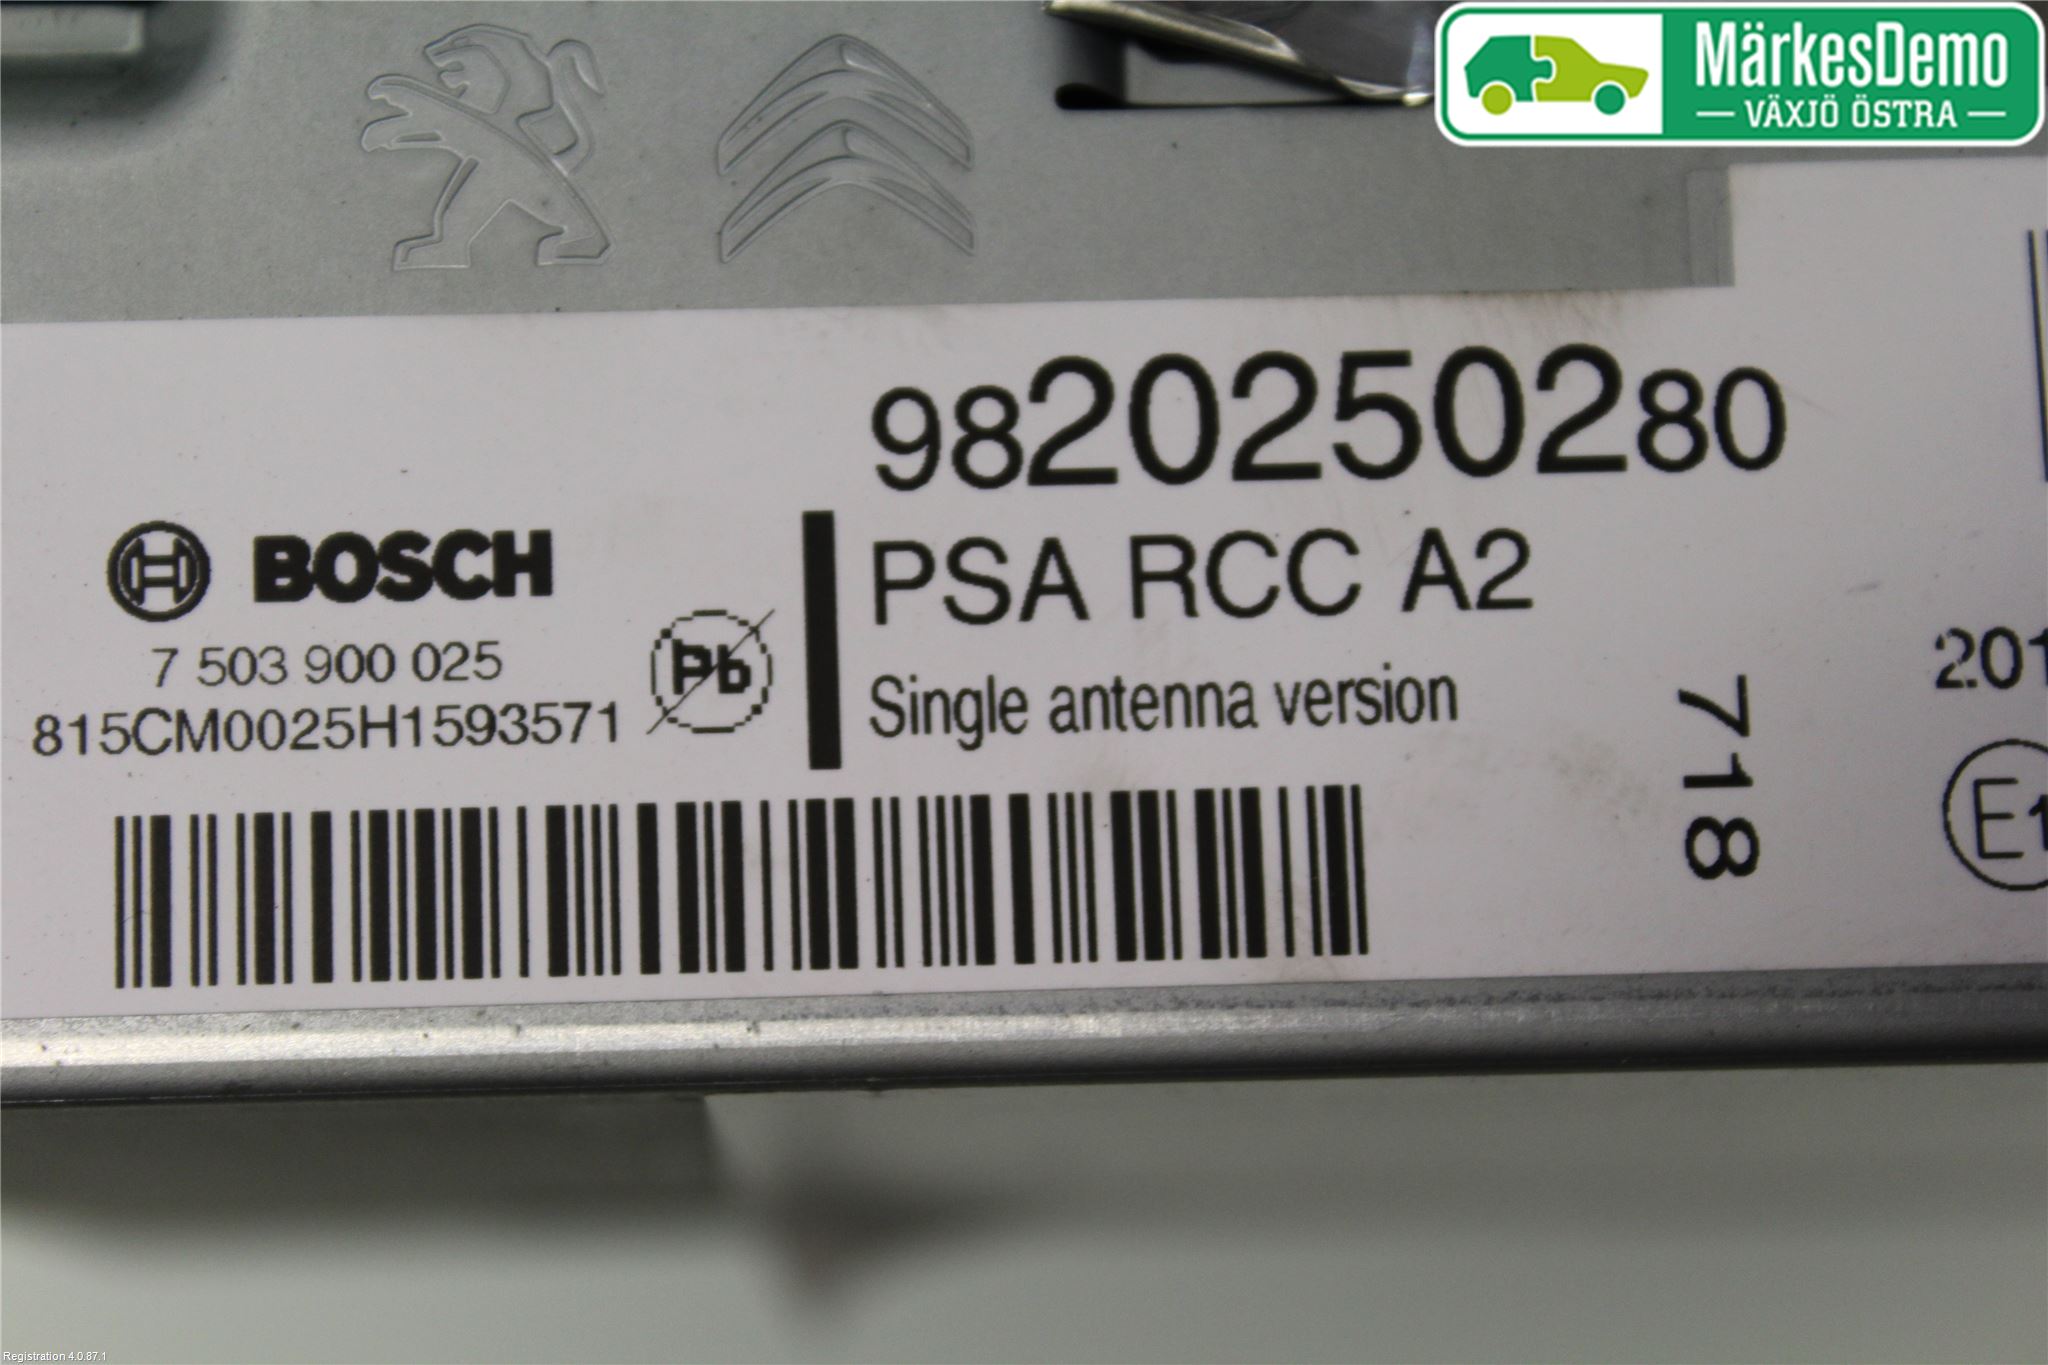 MärkesDemo
VÄXJÖ ÖSTRA
9820250280
BOSCH
PSA RCC A2
7 503 900 025
Pb
815CM0025H1593571
Single antenna version
718
201
E1
Registration 4.0.87.1